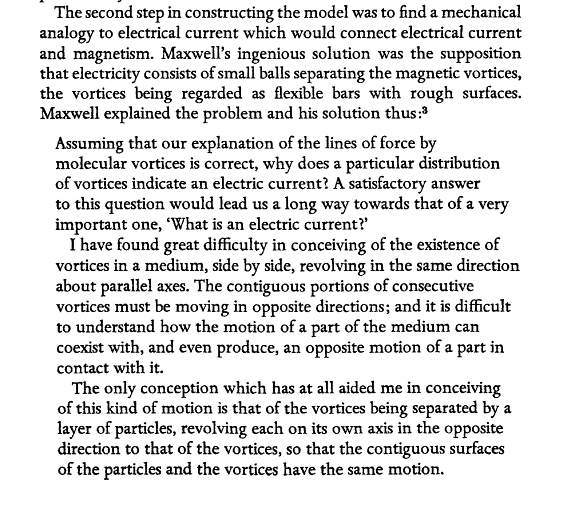 The second step in constructing the model was to find a mechanical
analogy to electrical current which would connect electrical current
and magnetism. Maxwell's ingenious solution was the supposition
that electricity consists of small balls separating the magnetic vortices,
the vortices being regarded as flexible bars with rough surfaces.
Maxwell explained the problem and his solution thus:³
Assuming that our explanation of the lines of force by
molecular vortices is correct, why does a particular distribution
of vortices indicate an electric current? A satisfactory answer
to this question would lead us a long way towards that of a very
important one, ‘What is an electric current?’
I have found great difficulty in conceiving of the existence of
vortices in a medium, side by side, revolving in the same direction
about parallel axes. The contiguous portions of consecutive
vortices must be moving in opposite directions; and it is difficult
to understand how the motion of a part of the medium can
coexist with, and even produce, an opposite motion of a part in
contact with it.
The only conception which has at all aided me in conceiving
of this kind of motion is that of the vortices being separated by a
layer of particles, revolving each on its own axis in the opposite
direction to that of the vortices, so that the contiguous surfaces
of the particles and the vortices have the same motion.